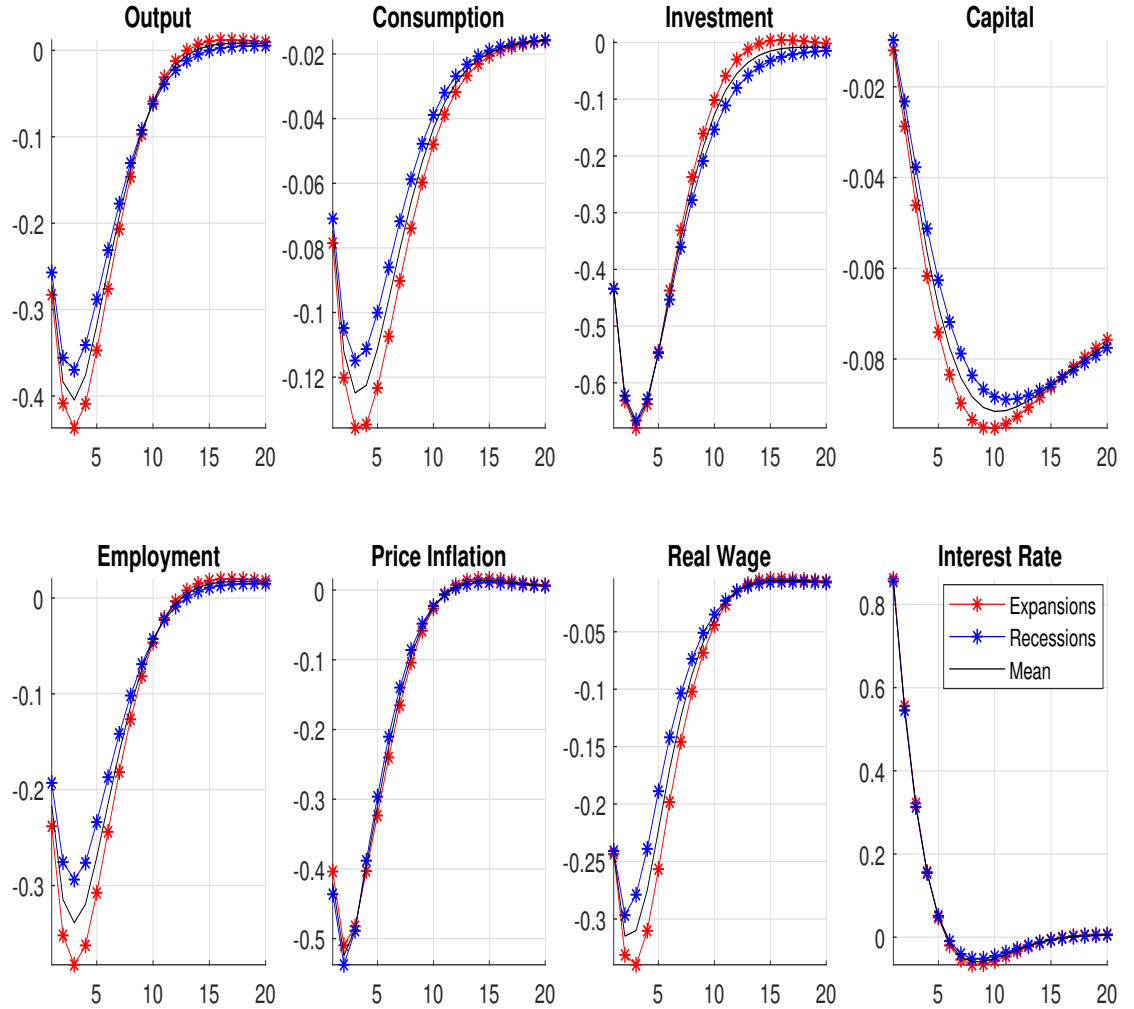 Output
0
-0.1
-0.2
-0.3
-0.4
5 10 15 20
Consumption
-0.02
-0.04
-0.06
-0.08
-0.1
-0.12
5 10 15 20
Investment
0
-0.1
-0.2
-0.3
-0.4
-0.5
-0.6
5 10 15 20
Capital
-0.02
-0.04
-0.06
-0.08
5 10 15 20
Employment
0
-0.1
-0.2
-0.3
5 10 15 20
Price Inflation
0
-0.1
-0.2
-0.3
-0.4
-0.5
5 10 15 20
Real Wage
-0.05
-0.1
-0.15
-0.2
-0.25
-0.3
5 10 15 20
Interest Rate
0.8
0.6
0.4
0.2
0
5 10 15 20
Expansions
Recessions
Mean